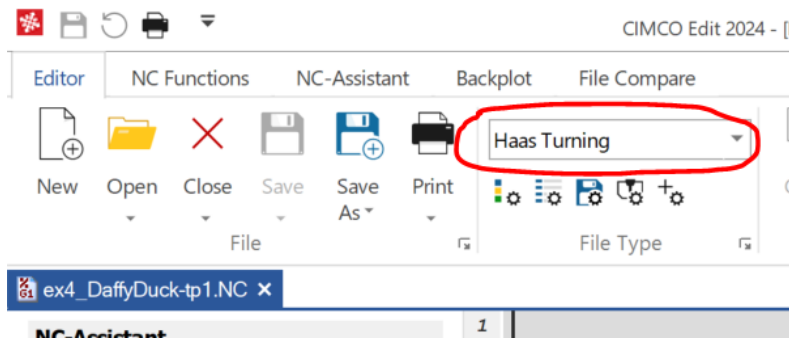 CIMCO Edit 2024 - [
Editor NC Functions NC-Assistant Backplot File Compare
Haas Turning
New Open Close Save Save As Print
File File Type
ex4_DaffyDuck-tp1.NC
NC-Assistant
1